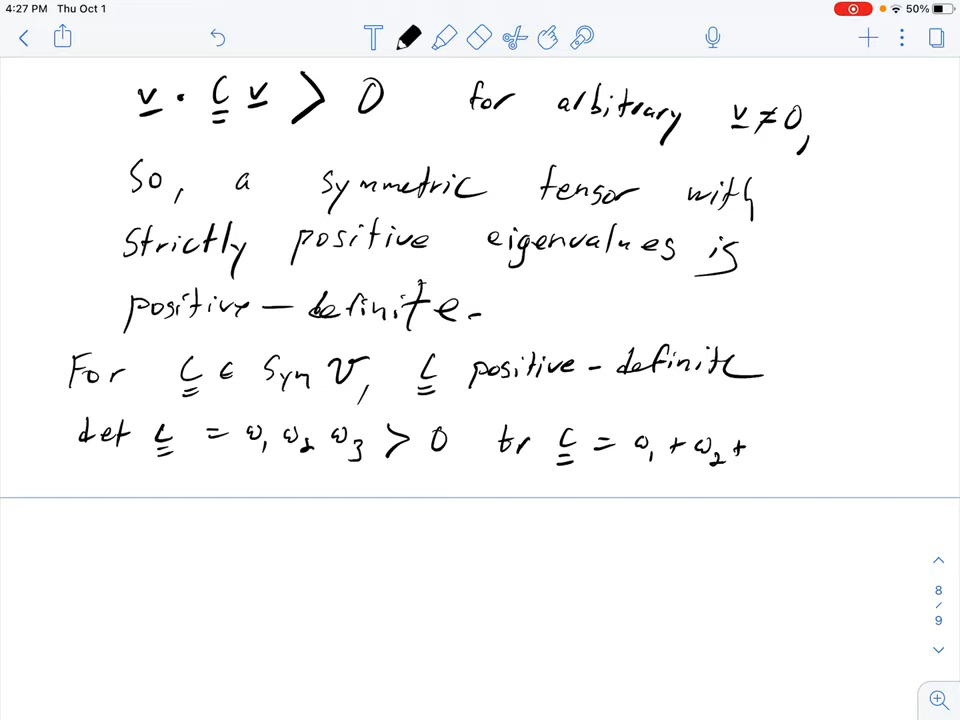 4:27 PM Thu Oct 1
50%
v · C v > 0 for arbitrary v ≠ 0,
So, a symmetric tensor with
strictly positive eigenvalues is
positive - definite.
For C ∈ Sym V, C positive - definite
det C = ω₁ ω₂ ω₃ > 0 tr C = ω₁ + ω₂ +
8
/
9